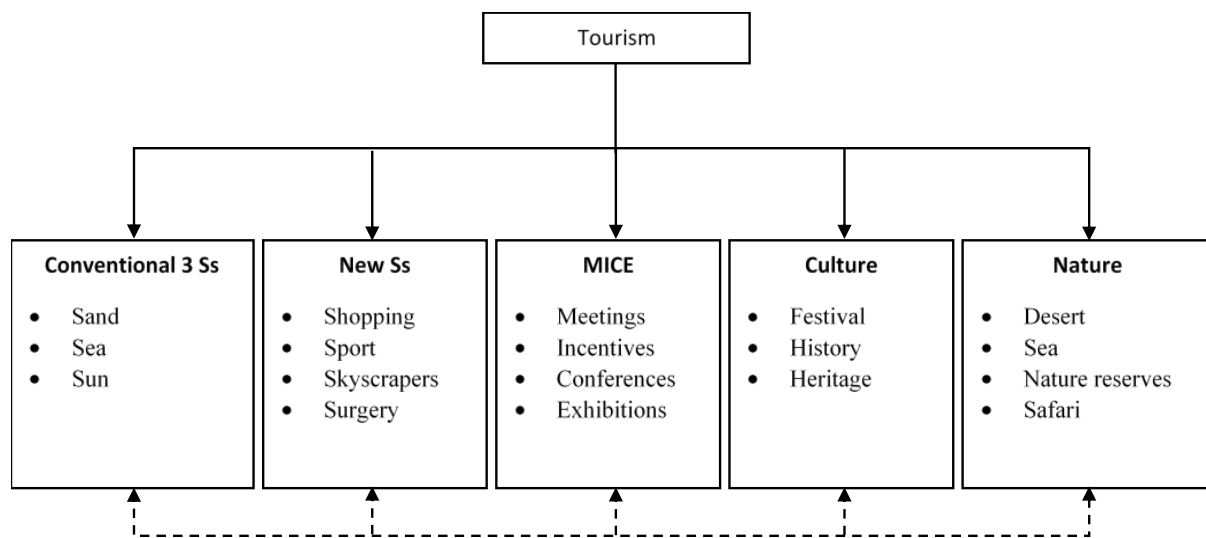 Tourism
Conventional 3 Ss
• Sand
• Sea
• Sun
New Ss
• Shopping
• Sport
• Skyscrapers
• Surgery
MICE
• Meetings
• Incentives
• Conferences
• Exhibitions
Culture
• Festival
• History
• Heritage
Nature
• Desert
• Sea
• Nature reserves
• Safari